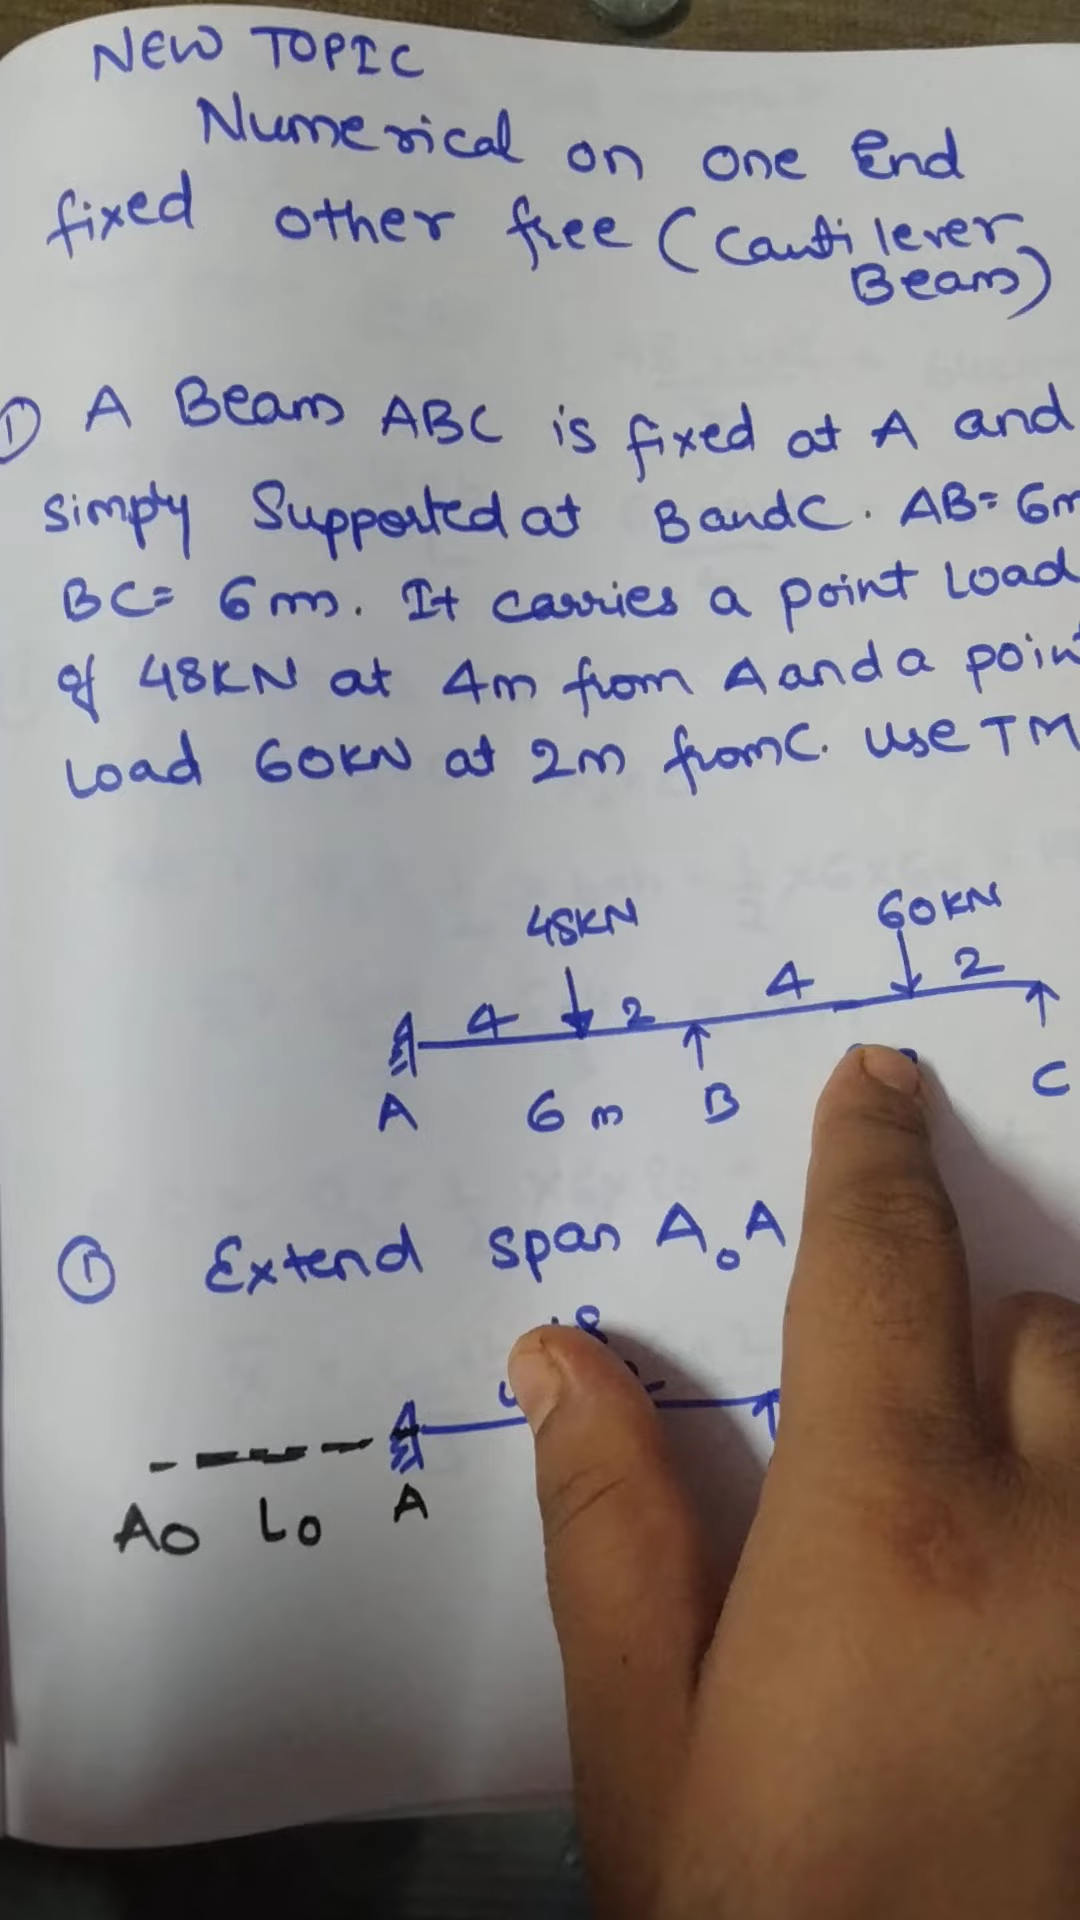 NEW TOPIC
Numerical on one End
fixed other free (Cantilever
Beam)
① A Beam ABC is fixed at A and
simply Supported at B and C. AB= 6m
BC= 6m. It carries a point Load
of 48KN at 4m from A and a point
Load 60KN at 2m from C. Use TM
48KN 60KN
4 2 4 2
A 6 m B C
① Extend span A₀A
A₀ L₀ A